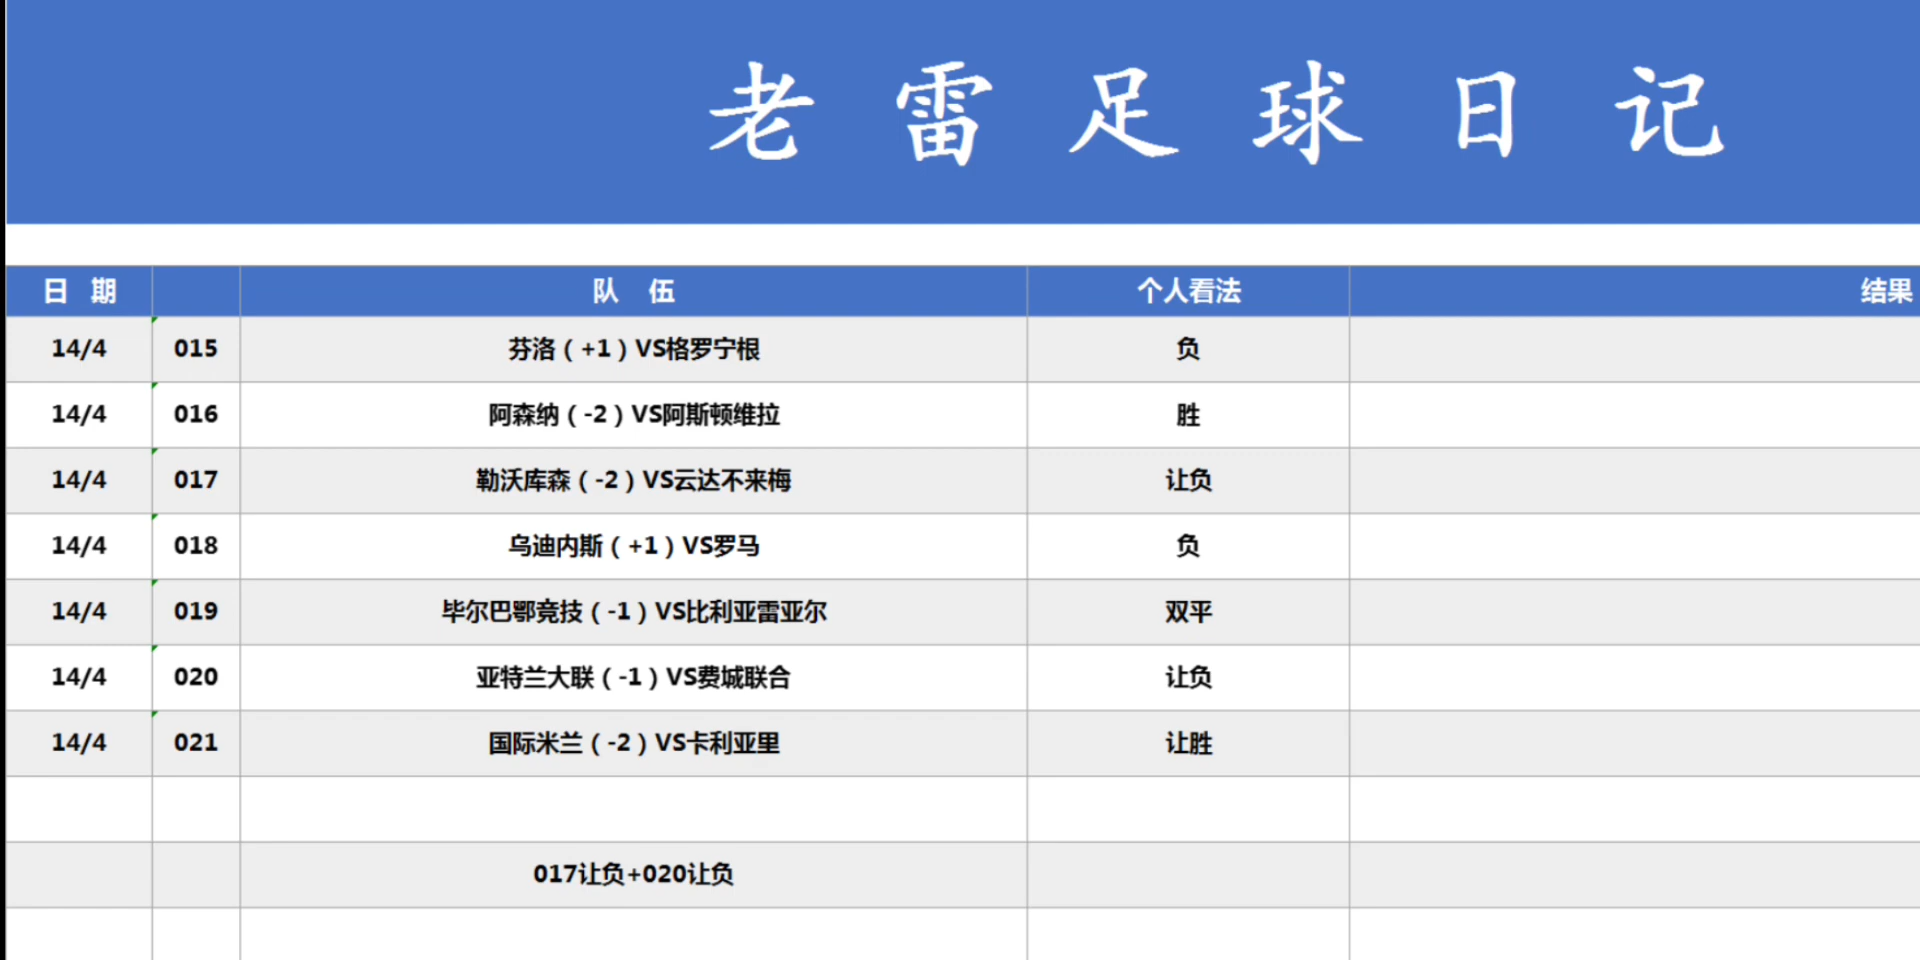 老雷足球日记
日 期 队 伍 个人看法 结果
14/4 015 芬洛（+1）VS格罗宁根 负
14/4 016 阿森纳（-2）VS阿斯顿维拉 胜
14/4 017 勒沃库森（-2）VS云达不来梅 让负
14/4 018 乌迪内斯（+1）VS罗马 负
14/4 019 毕尔巴鄂竞技（-1）VS比利亚雷亚尔 双平
14/4 020 亚特兰大联（-1）VS费城联合 让负
14/4 021 国际米兰（-2）VS卡利亚里 让胜
017让负+020让负